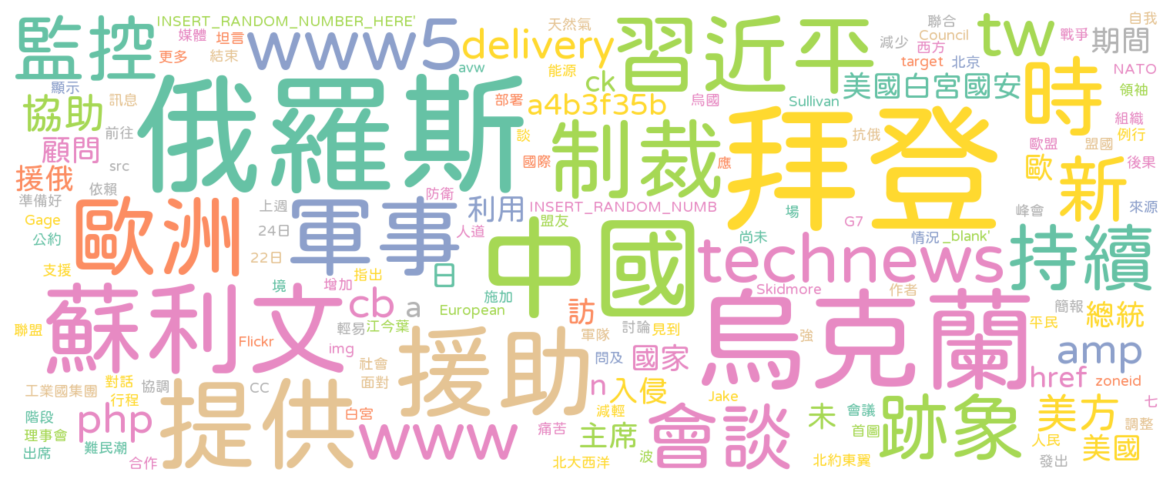 INSERT_RANDOM_NUMBER_HERE'
天然氣
聯合
自我
監控
媒體
坦言
www5
delivery
習近平
Council
tw
戰爭
期間
更多
結束
減少
西方
avw
能源
ck
target
北京
NATO
顯示
美國白宮國安
時
領袖
協助
訊息
俄羅斯
部署
a4b3f35b
烏國
Sullivan
拜登
組織
前往
談
制裁
抗俄
例行
顧問
國際
應
歐盟
盟國
援俄
src
歐
新
後果
依賴
防衛
準備好
歐洲
上週
軍事
利用
INSERT_RANDOM_NUMB
場
G7
峰會
來源
Gage
24日
人道
盟友
中國
公約
尚未
情況
_blank'
持續
22日
technews
支援
境
增加
指出
日
施加
Skidmore
作者
簡報
蘇利文
cb
a
European
訪
烏克蘭
總統
聯盟
輕易
江今葉
討論
見到
強
平民
Flickr
軍隊
img
援助
問及
國家
amp
社會
n
入侵
href
zoneid
工業國集團
對話
協調
cc
面對
行程
提供
Jake
七
階段
php
白宮
減輕
會談
未
會議
跡象
美方
調整
理事會
www
痛苦
主席
首圖
人民
出席
難民潮
波
美國
合作
北大西洋
北約東翼
發出